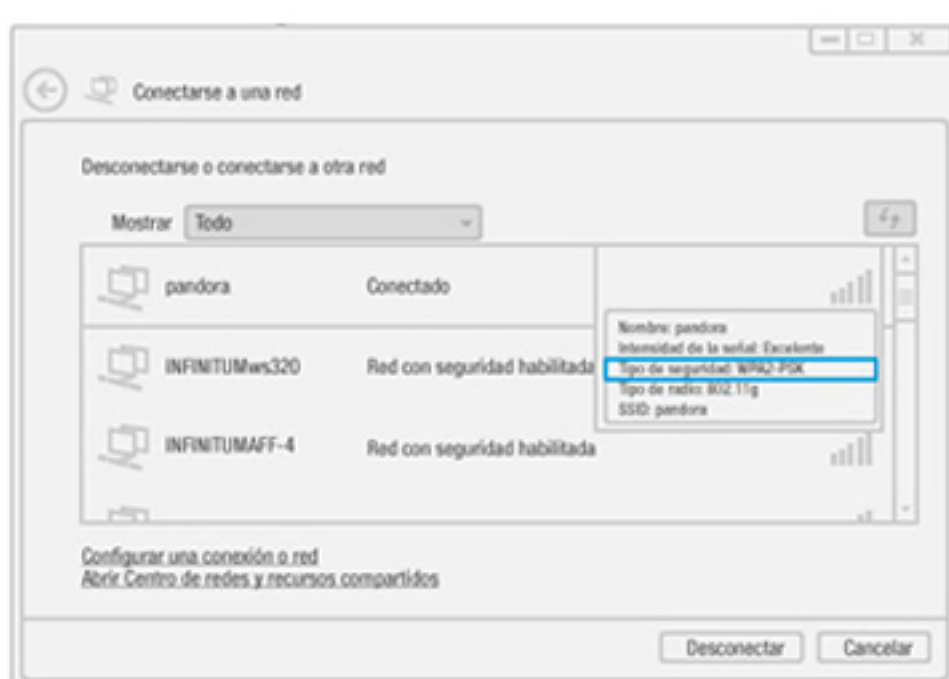 Conectarse a una red
Desconectarse o conectarse a otra red
Mostrar Todo
pandora Conectado
Nombre: pandora
Intensidad de la señal: Excelente
Tipo de seguridad: WPA2-PSK
Tipo de radio: 802.11g
SSID: pandora
INFINITUMws320 Red con seguridad habilitada
INFINITUMAFF-4 Red con seguridad habilitada
Configurar una conexión o red
Abrir Centro de redes y recursos compartidos
Desconectar Cancelar